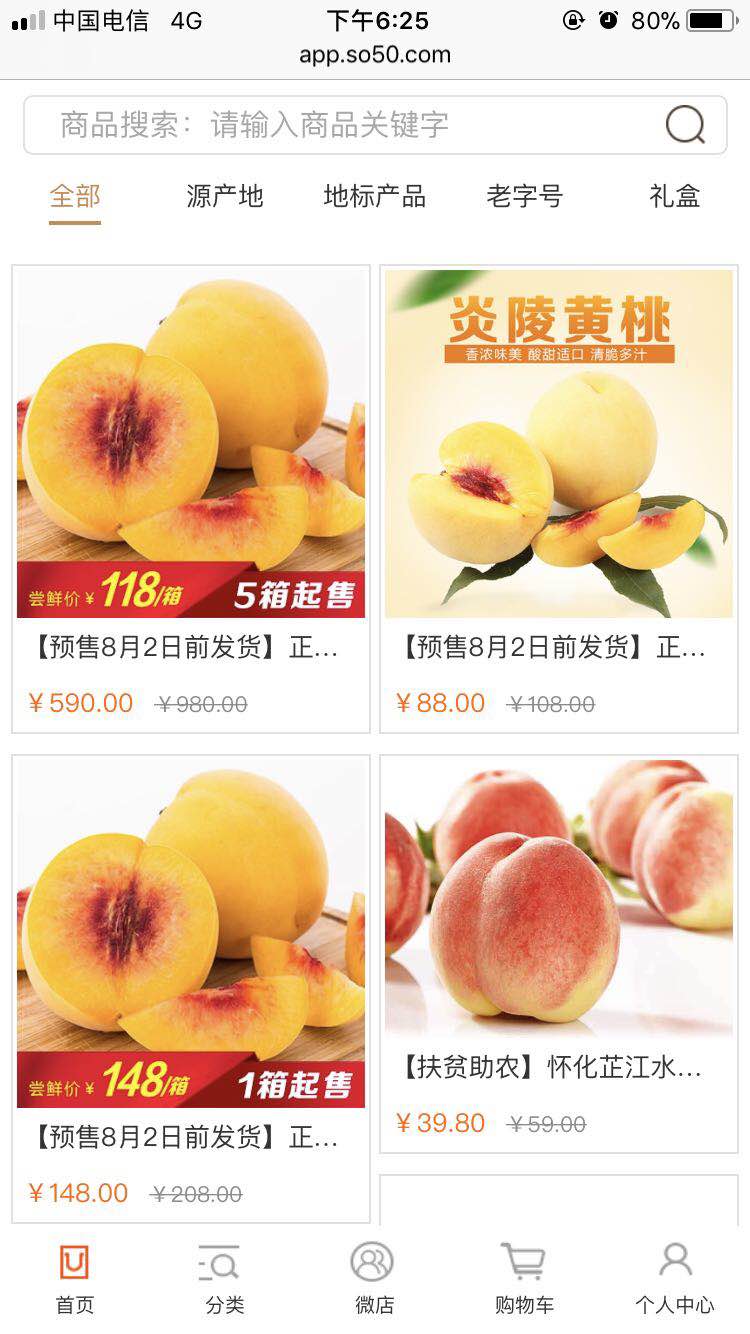 中国电信 4G 下午6:25 80%
app.so50.com
商品搜索：请输入商品关键字
全部 源产地 地标产品 老字号 礼盒
尝鲜价￥118/箱 5箱起售
【预售8月2日前发货】正...
￥590.00 ￥980.00
炎陵黄桃
香浓味美 酸甜适口 清脆多汁
【预售8月2日前发货】正...
￥88.00 ￥108.00
尝鲜价￥148/箱 1箱起售
【预售8月2日前发货】正...
￥148.00 ￥208.00
【扶贫助农】怀化芷江水...
￥39.80 ￥59.00
首页 分类 微店 购物车 个人中心